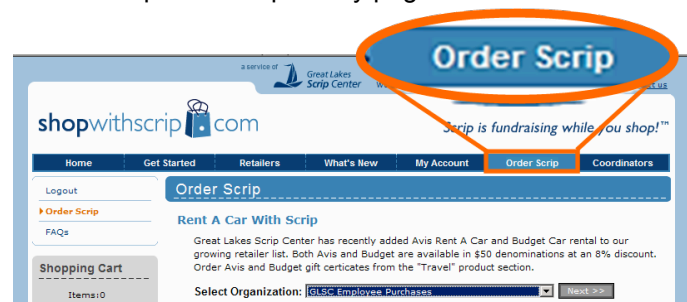 a service of
Great Lakes
Scrip Center
Order Scrip
shopwithscrip.com
Scrip is fundraising while you shop!™
Home Get Started Retailers What's New My Account Order Scrip Coordinators
Logout
Order Scrip
FAQs
Shopping Cart
Items:0
Order Scrip
Rent A Car With Scrip
Great Lakes Scrip Center has recently added Avis Rent A Car and Budget Car rental to our
growing retailer list. Both Avis and Budget are available in $50 denominations at an 8% discount.
Order Avis and Budget gift certicates from the "Travel" product section.
Select Organization: GLSC Employee Purchases Next >>